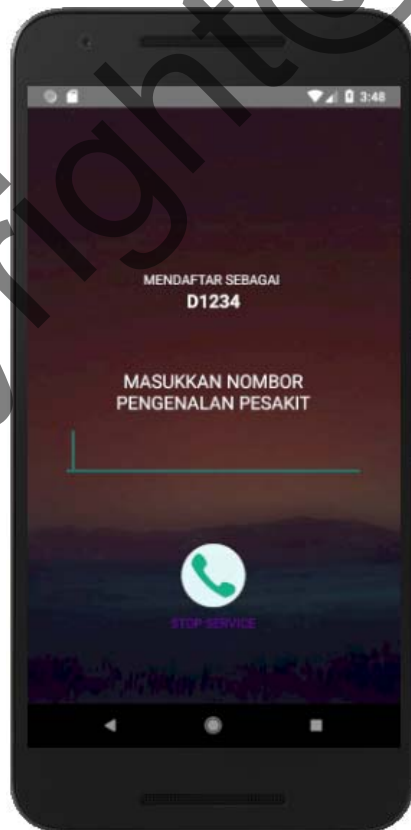 3:48
MENDAFTAR SEBAGAI
D1234
MASUKKAN NOMBOR
PENGENALAN PESAKIT
STOP SERVICE